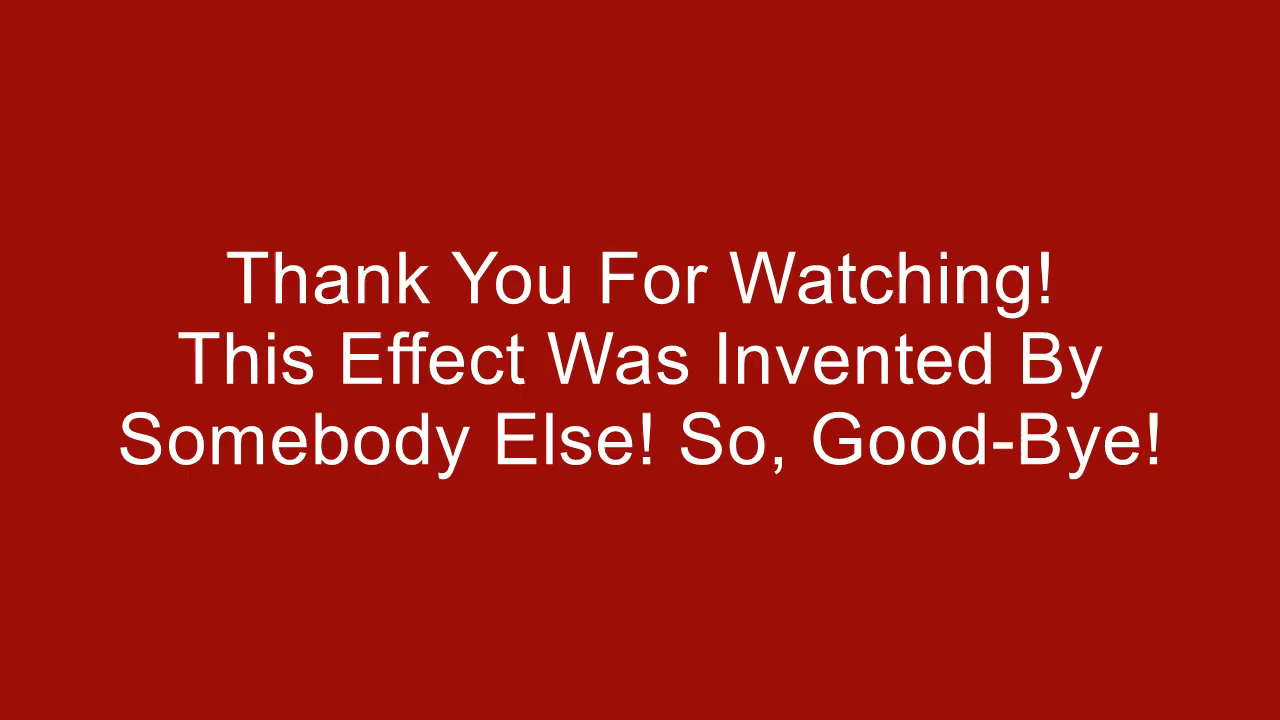 Thank You For Watching!
This Effect Was Invented By
Somebody Else! So, Good-Bye!